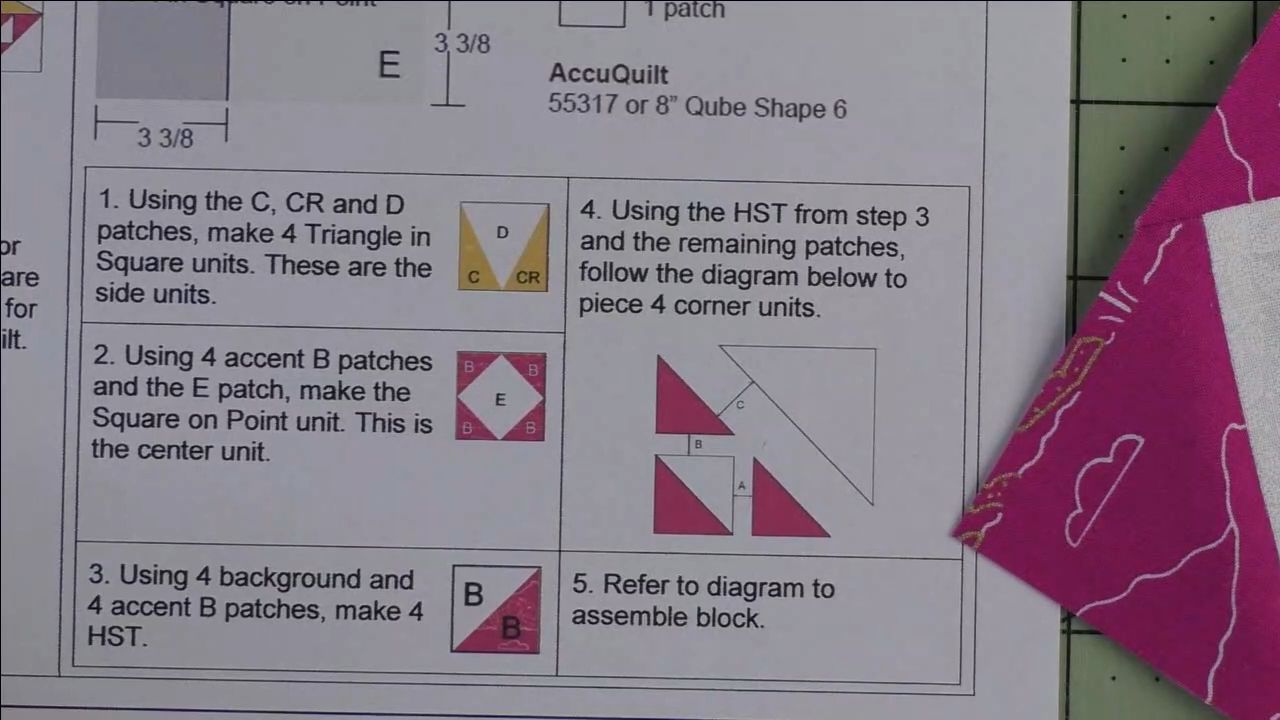 1 patch
3 3/8
E
AccuQuilt
55317 or 8” Qube Shape 6
3 3/8
or
are
for
ilt.
1. Using the C, CR and D
patches, make 4 Triangle in
Square units. These are the
side units.
D
C
CR
2. Using 4 accent B patches
and the E patch, make the
Square on Point unit. This is
the center unit.
B
B
E
B
B
3. Using 4 background and
4 accent B patches, make 4
HST.
B
B
4. Using the HST from step 3
and the remaining patches,
follow the diagram below to
piece 4 corner units.
C
B
A
5. Refer to diagram to
assemble block.